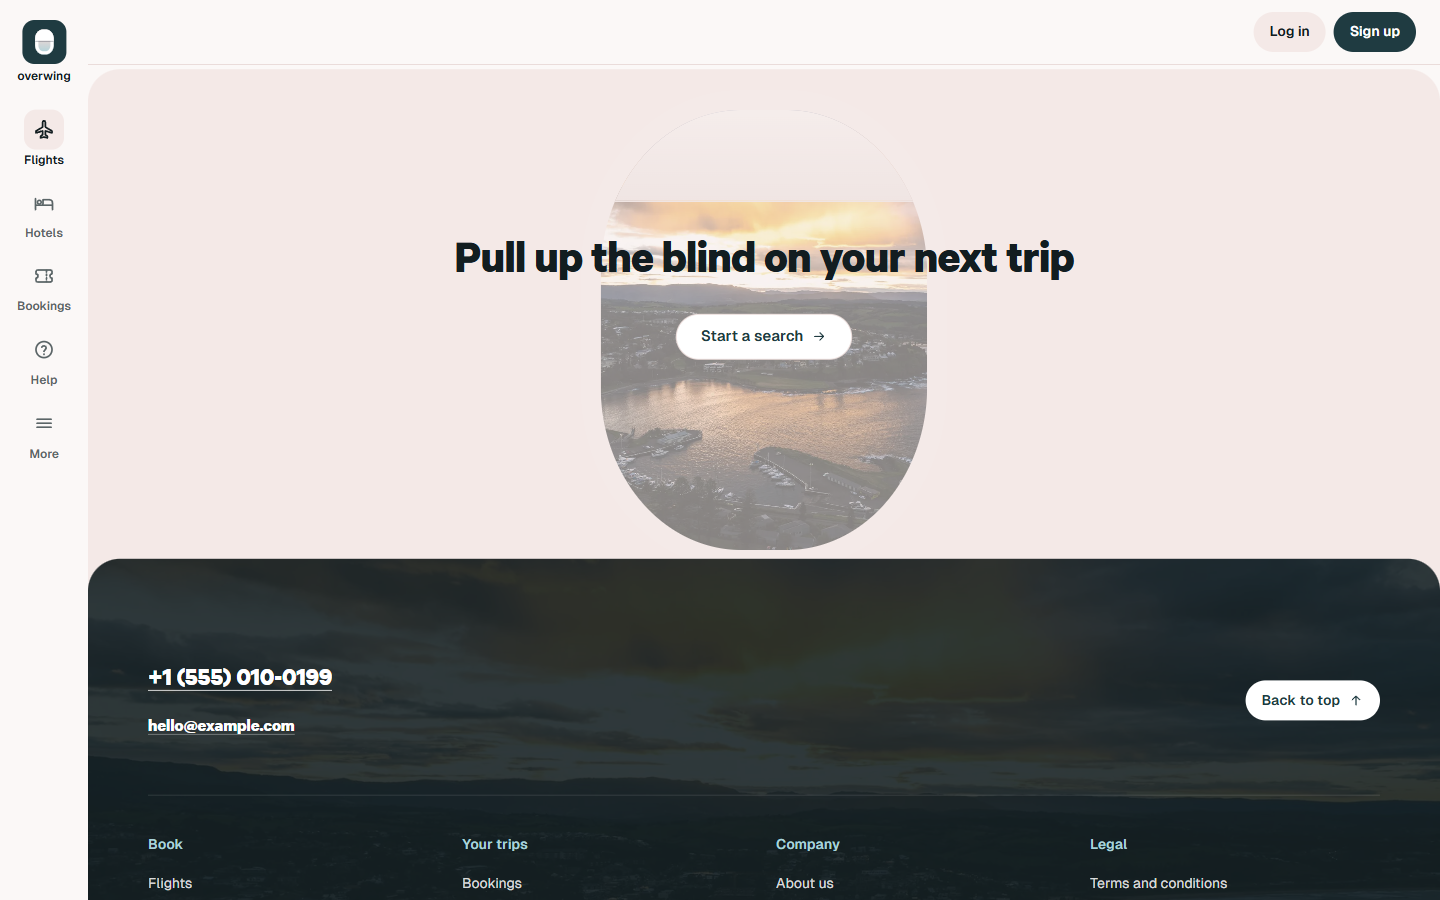 Log in
Sign up
overwing
Flights
Hotels
Bookings
Help
More
Pull up the blind on your next trip
Start a search
+1 (555) 010-0199
hello@example.com
Back to top
Book
Your trips
Company
Legal
Flights
Bookings
About us
Terms and conditions